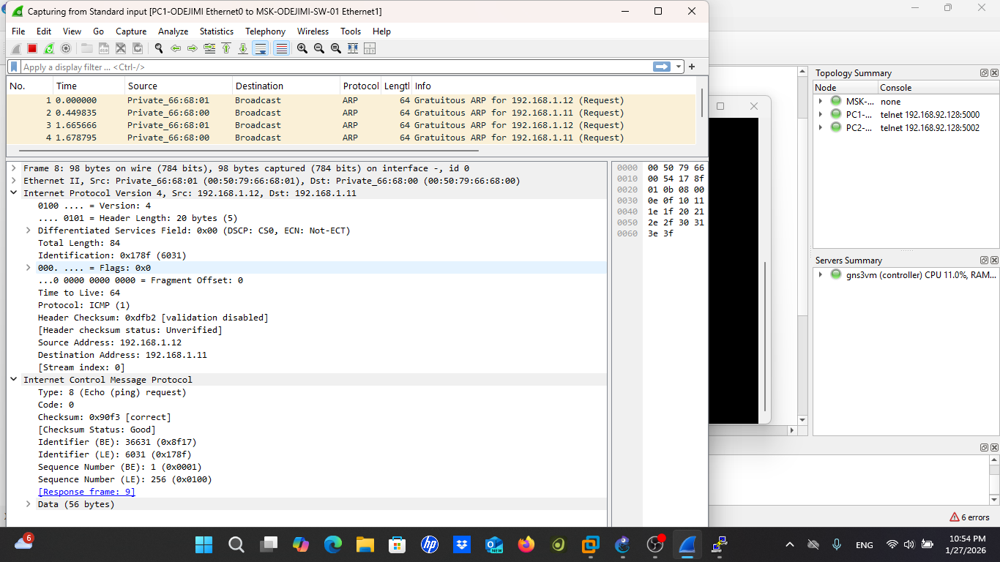 Capturing from Standard input [PC1-ODEJIMI Ethernet0 to MSK-ODEJIMI-SW-01 Ethernet1]
File Edit View Go Capture Analyze Statistics Telephony Wireless Tools Help
Apply a display filter ... <Ctrl-/>
No. Time Source Destination Protocol Lengtl Info
1 0.000000 Private_66:68:01 Broadcast ARP 64 Gratuitous ARP for 192.168.1.12 (Request)
2 0.449835 Private_66:68:00 Broadcast ARP 64 Gratuitous ARP for 192.168.1.11 (Request)
3 1.665666 Private_66:68:01 Broadcast ARP 64 Gratuitous ARP for 192.168.1.12 (Request)
4 1.678795 Private_66:68:00 Broadcast ARP 64 Gratuitous ARP for 192.168.1.11 (Request)
Frame 8: 98 bytes on wire (784 bits), 98 bytes captured (784 bits) on interface -, id 0
Ethernet II, Src: Private_66:68:01 (00:50:79:66:68:01), Dst: Private_66:68:00 (00:50:79:66:68:00)
Internet Protocol Version 4, Src: 192.168.1.12, Dst: 192.168.1.11
0100 .... = Version: 4
.... 0101 = Header Length: 20 bytes (5)
Differentiated Services Field: 0x00 (DSCP: CS0, ECN: Not-ECT)
Total Length: 84
Identification: 0x178f (6031)
000. .... = Flags: 0x0
...0 0000 0000 0000 = Fragment Offset: 0
Time to Live: 64
Protocol: ICMP (1)
Header Checksum: 0xdfb2 [validation disabled]
[Header checksum status: Unverified]
Source Address: 192.168.1.12
Destination Address: 192.168.1.11
[Stream index: 0]
Internet Control Message Protocol
Type: 8 (Echo (ping) request)
Code: 0
Checksum: 0x90f3 [correct]
[Checksum Status: Good]
Identifier (BE): 36631 (0x8f17)
Identifier (LE): 6031 (0x178f)
Sequence Number (BE): 1 (0x0001)
Sequence Number (LE): 256 (0x0100)
[Response frame: 9]
Data (56 bytes)
0000 00 50 79 66
0010 00 54 17 8f
0020 01 0b 08 00
0030 0e 0f 10 11
0040 1e 1f 20 21
0050 2e 2f 30 31
0060 3e 3f
Topology Summary
Node Console
MSK-... none
PC1-... telnet 192.168.92.128:5000
PC2-... telnet 192.168.92.128:5002
Servers Summary
gns3vm (controller) CPU 11.0%, RAM...
6 errors
6
hp
NEW
ENG
10:54 PM
1/27/2026